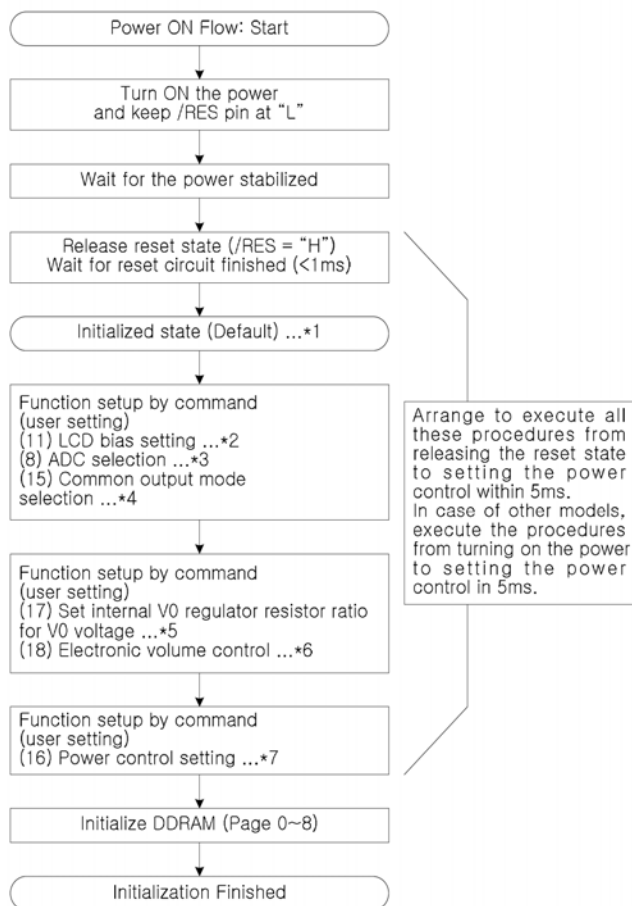 Power ON Flow: Start
Turn ON the power
and keep /RES pin at “L”
Wait for the power stabilized
Release reset state (/RES = “H”)
Wait for reset circuit finished (<1ms)
Initialized state (Default) ...*1
Function setup by command
(user setting)
(11) LCD bias setting ...*2
(8) ADC selection ...*3
(15) Common output mode
selection ...*4
Arrange to execute all
these procedures from
releasing the reset state
to setting the power
control within 5ms.
In case of other models,
execute the procedures
from turning on the power
to setting the power
control in 5ms.
Function setup by command
(user setting)
(17) Set internal V0 regulator resistor ratio
for V0 voltage ...*5
(18) Electronic volume control ...*6
Function setup by command
(user setting)
(16) Power control setting ...*7
Initialize DDRAM (Page 0~8)
Initialization Finished